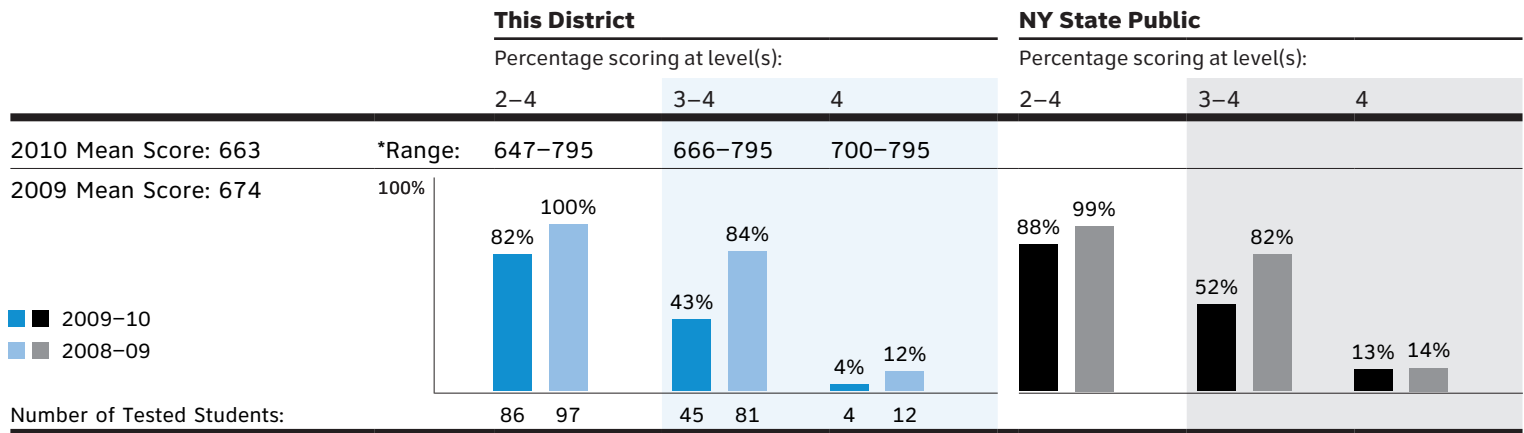 This District NY State Public
Percentage scoring at level(s): Percentage scoring at level(s):
2–4 3–4 4 2–4 3–4 4
2010 Mean Score: 663 *Range: 647–795 666–795 700–795
2009 Mean Score: 674 100%
100% 99%
82% 84% 88% 82%
43% 52%
2009–10
2008–09
4% 12% 13% 14%
Number of Tested Students: 86 97 45 81 4 12